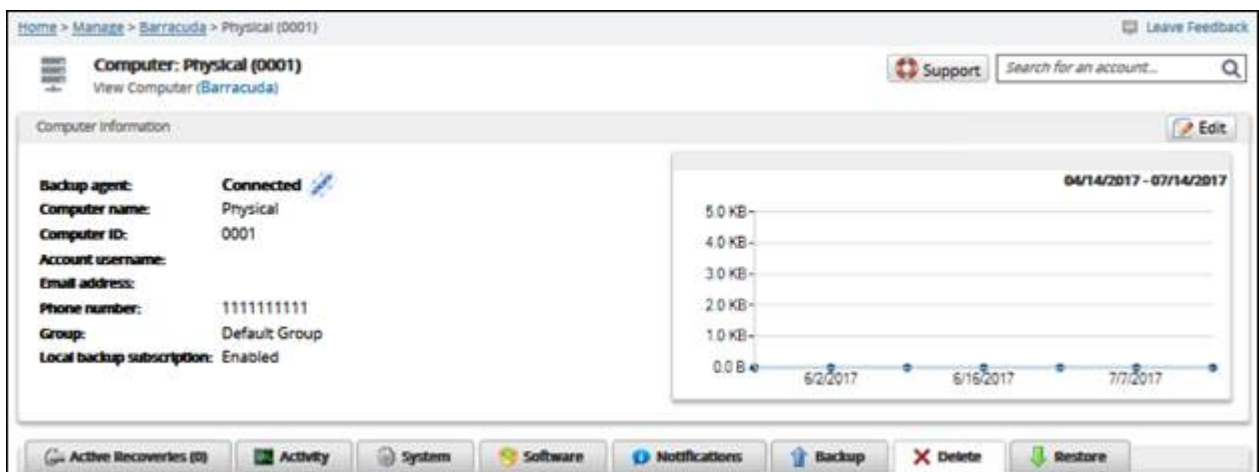 Home > Manage > Barracuda > Physical (0001)
Leave Feedback
Computer: Physical (0001)
View Computer (Barracuda)
Support
Search for an account...
Computer Information
Edit
Backup agent: Connected
Computer name: Physical
Computer ID: 0001
Account username:
Email address:
Phone number: 1111111111
Group: Default Group
Local backup subscription: Enabled
04/14/2017 - 07/14/2017
5.0 KB
4.0 KB
3.0 KB
2.0 KB
1.0 KB
0.0 B
6/2/2017 6/16/2017 7/7/2017
Active Recoveries (0) Activity System Software Notifications Backup Delete Restore